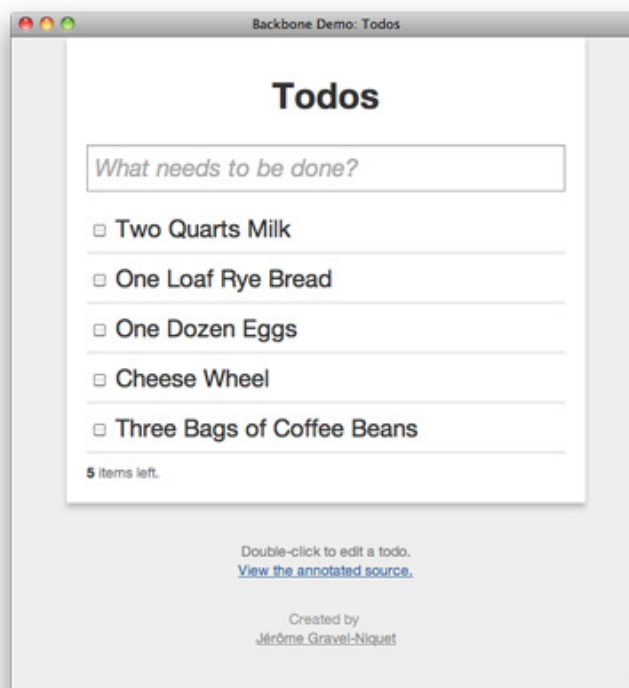 Backbone Demo: Todos
Todos
What needs to be done?
Two Quarts Milk
One Loaf Rye Bread
One Dozen Eggs
Cheese Wheel
Three Bags of Coffee Beans
5 items left.
Double-click to edit a todo.
View the annotated source.
Created by
Jérôme Gravel-Niquet